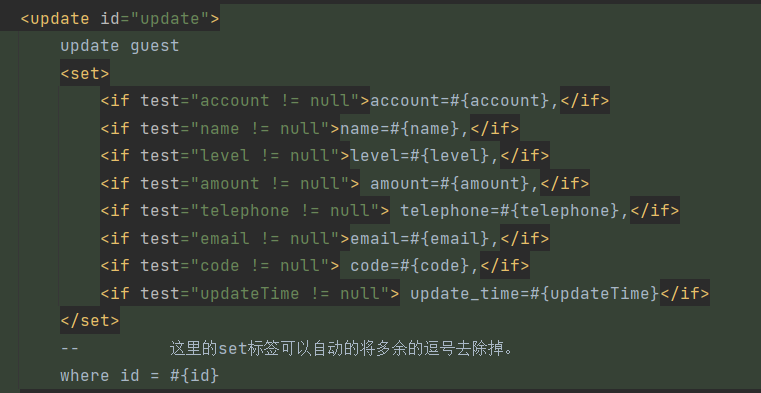 <update id="update">
update guest
<set>
<if test="account != null">account=#{account},</if>
<if test="name != null">name=#{name},</if>
<if test="level != null">level=#{level},</if>
<if test="amount != null"> amount=#{amount},</if>
<if test="telephone != null"> telephone=#{telephone},</if>
<if test="email != null">email=#{email},</if>
<if test="code != null"> code=#{code},</if>
<if test="updateTime != null"> update_time=#{updateTime}</if>
</set>
-- 这里的set标签可以自动的将多余的逗号去除掉。
where id = #{id}